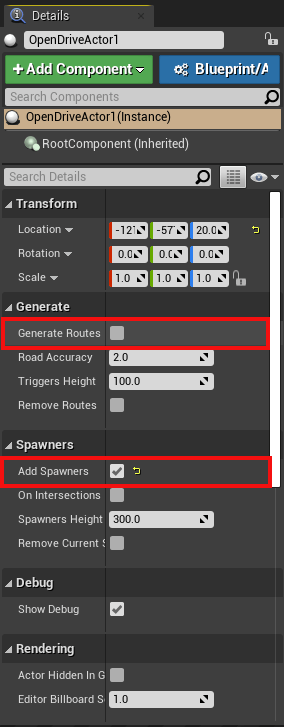 Details
OpenDriveActor1
+ Add Component
Blueprint/A
Search Components
OpenDriveActor1(Instance)
RootComponent (Inherited)
Search Details
Transform
Location -121 -57 20.0
Rotation 0.0 0.0 0.0
Scale 1.0 1.0 1.0
Generate
Generate Routes
Road Accuracy 2.0
Triggers Height 100.0
Remove Routes
Spawners
Add Spawners
On Intersections
Spawners Height 300.0
Remove Current S
Debug
Show Debug
Rendering
Actor Hidden In G
Editor Billboard S 1.0